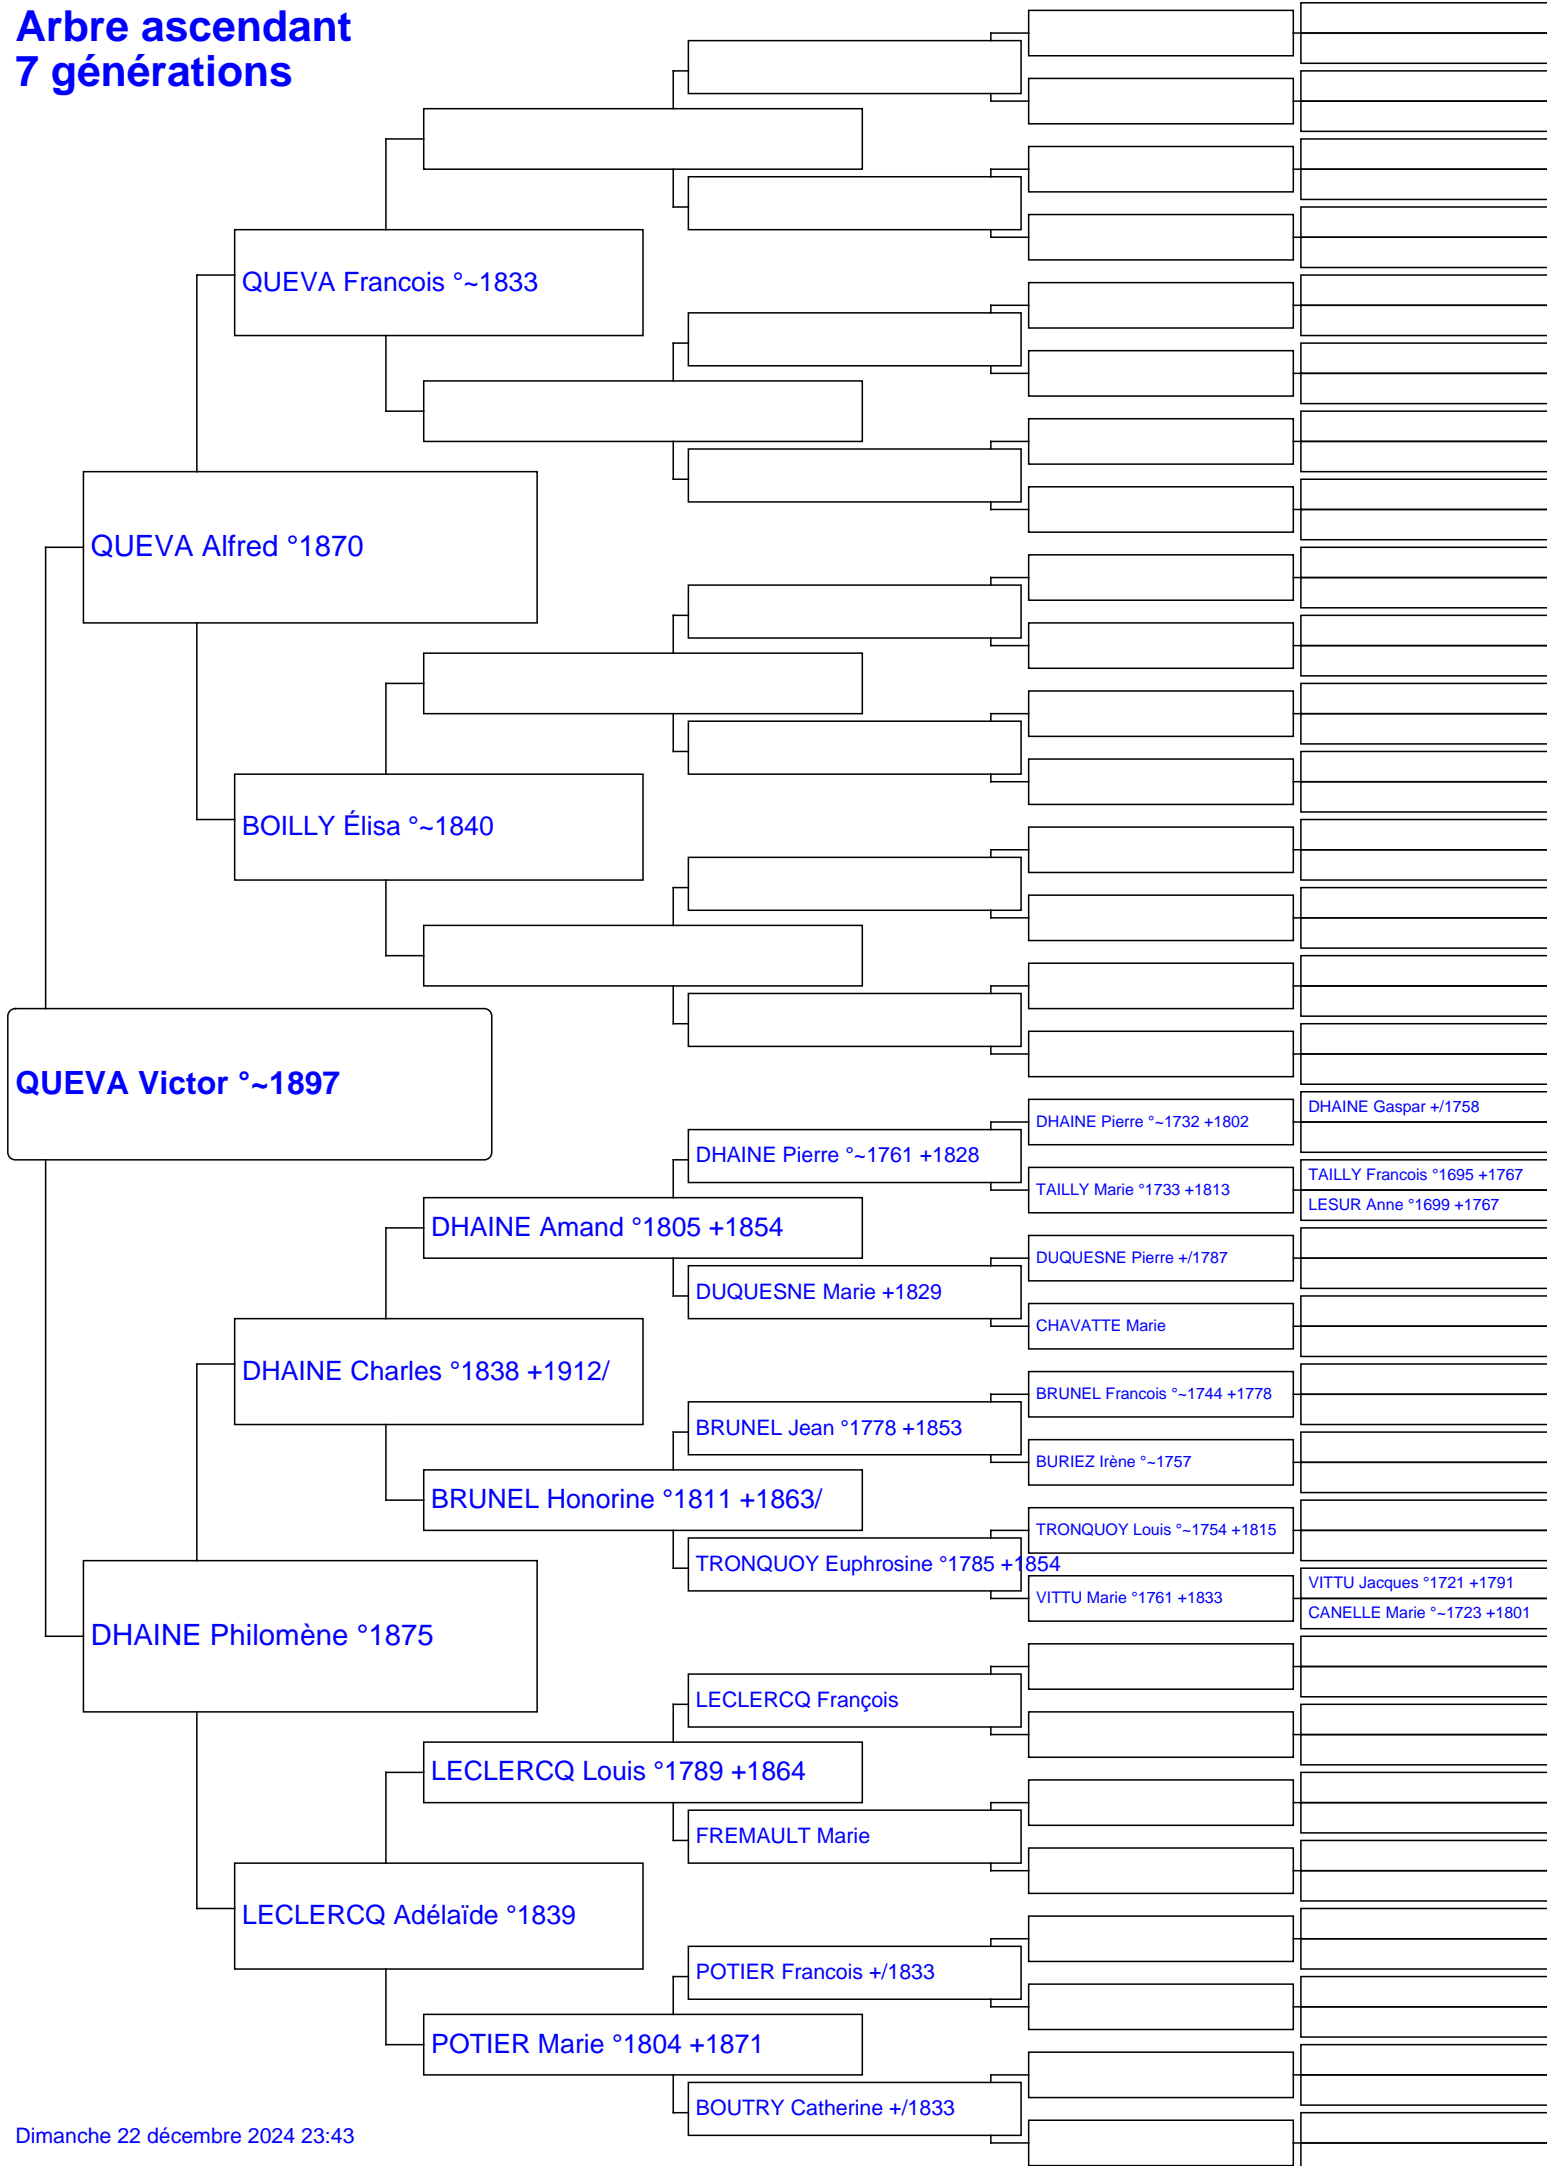 Arbre ascendant
7 générations
QUEVA Francois °~1833
QUEVA Alfred °1870
BOILLY Élisa °~1840
QUEVA Victor °~1897
DHAINE Gaspar +/1758
DHAINE Pierre °~1732 +1802
DHAINE Pierre °~1761 +1828
TAILLY Francois °1695 +1767
TAILLY Marie °1733 +1813
LESUR Anne °1699 +1767
DHAINE Amand °1805 +1854
DUQUESNE Pierre +/1787
DUQUESNE Marie +1829
CHAVATTE Marie
DHAINE Charles °1838 +1912/
BRUNEL Francois °~1744 +1778
BRUNEL Jean °1778 +1853
BURIEZ Irène °~1757
BRUNEL Honorine °1811 +1863/
TRONQUOY Louis °~1754 +1815
TRONQUOY Euphrosine °1785 +1854
VITTU Jacques °1721 +1791
VITTU Marie °1761 +1833
CANELLE Marie °~1723 +1801
DHAINE Philomène °1875
LECLERCQ François
LECLERCQ Louis °1789 +1864
FREMAULT Marie
LECLERCQ Adélaïde °1839
POTIER Francois +/1833
POTIER Marie °1804 +1871
BOUTRY Catherine +/1833
Dimanche 22 décembre 2024 23:43